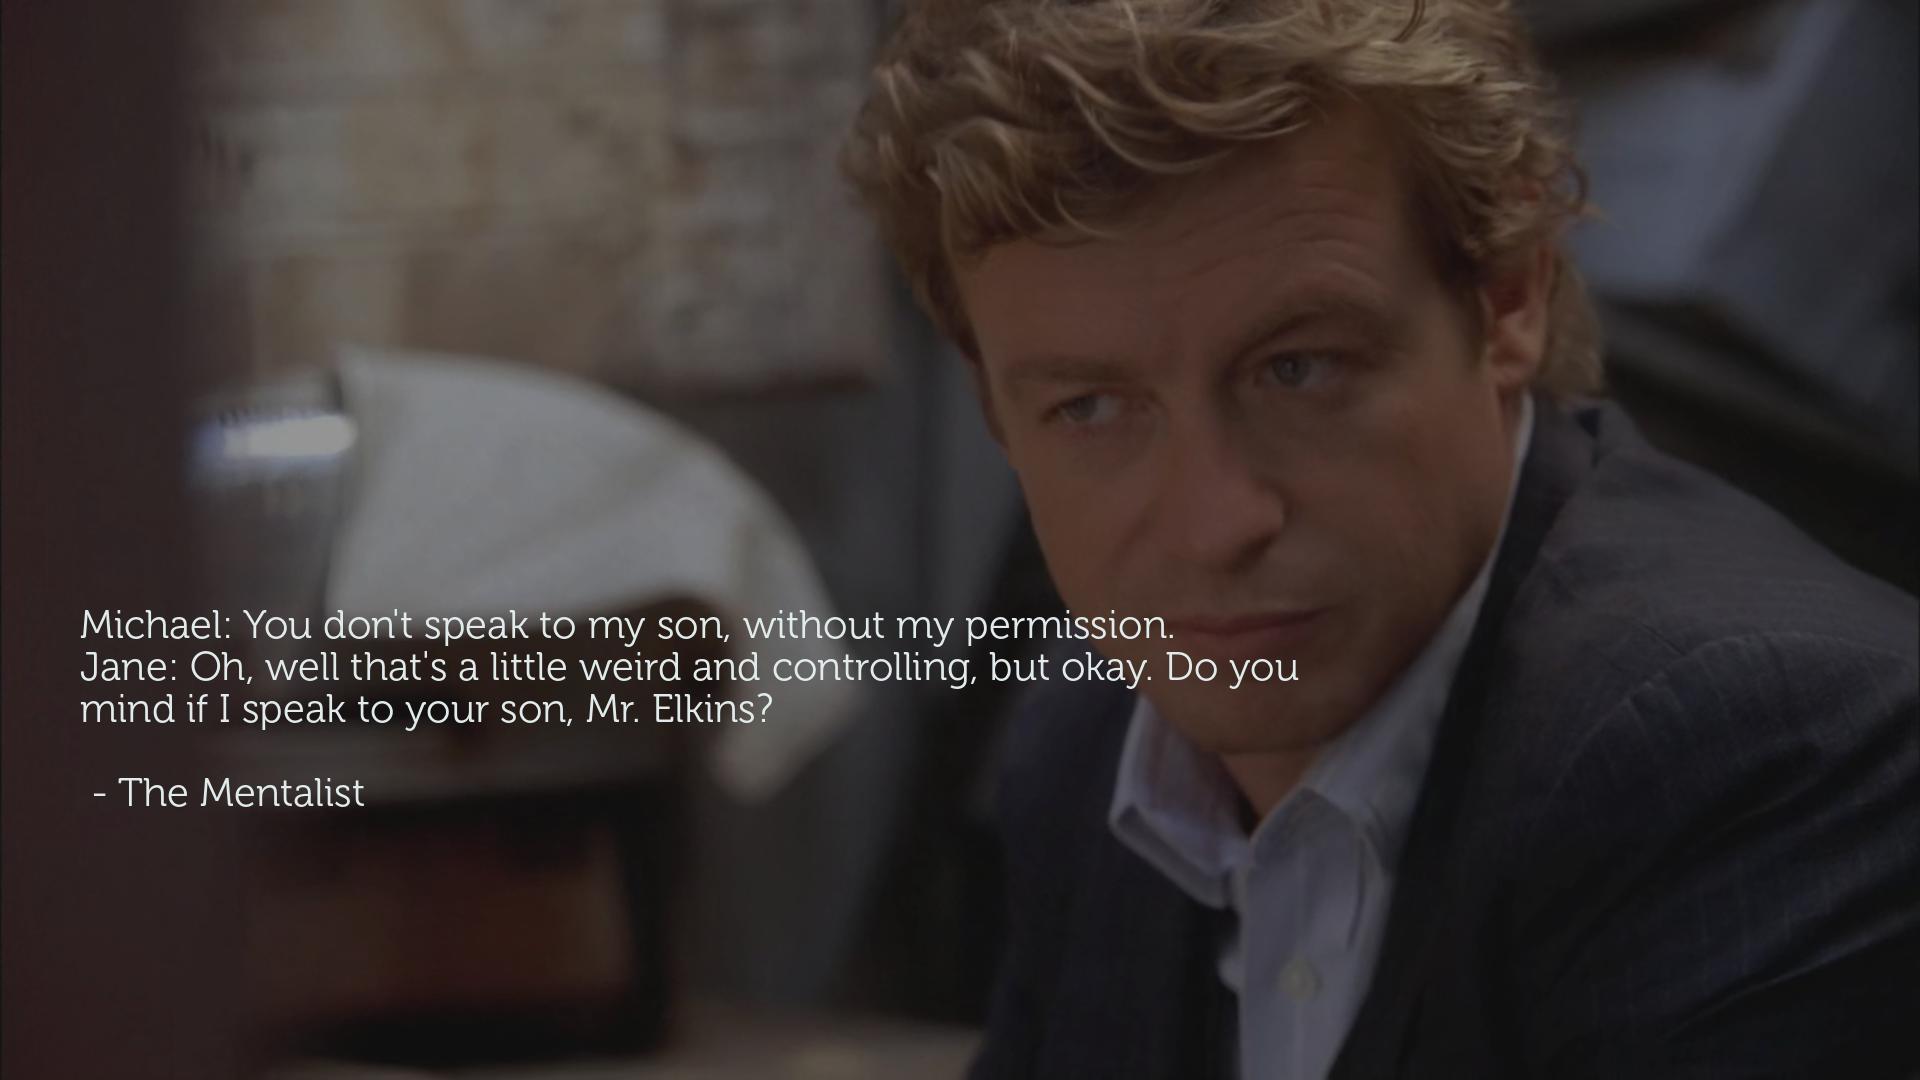 Michael: You don't speak to my son, without my permission.
Jane: Oh, well that's a little weird and controlling, but okay. Do you
mind if I speak to your son, Mr. Elkins?
- The Mentalist